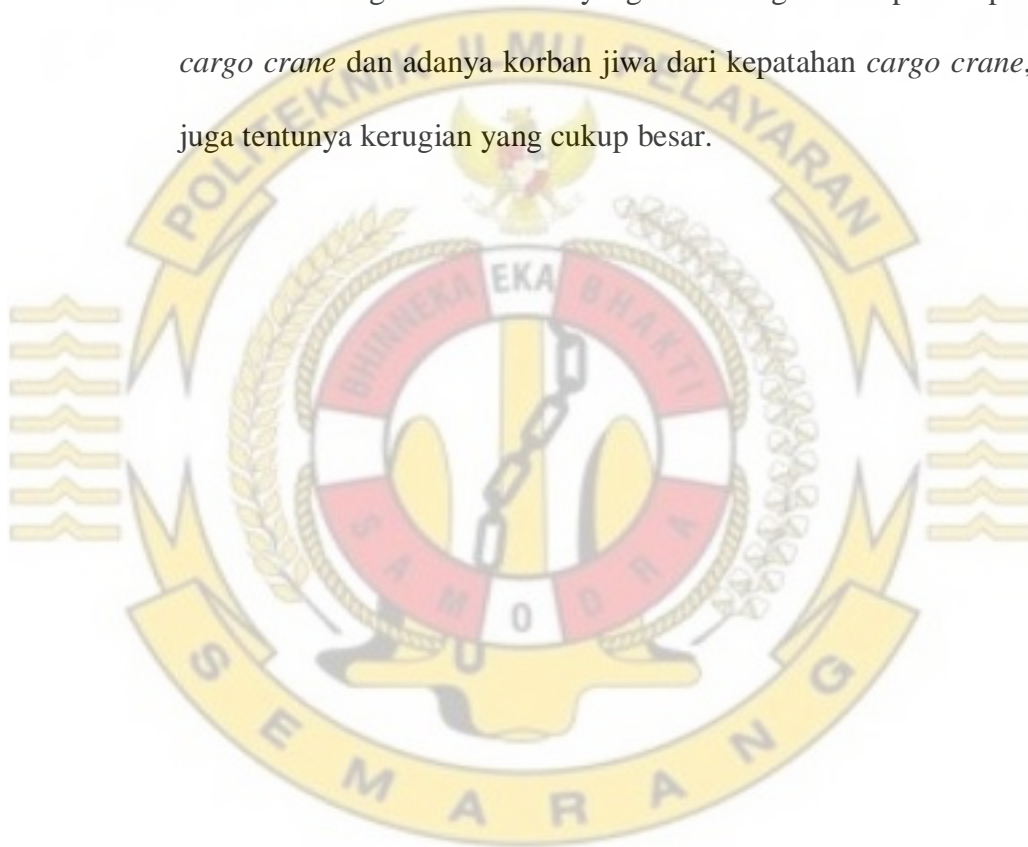 cargo crane dan adanya korban jiwa dari kepatahan cargo crane,
juga tentunya kerugian yang cukup besar.
POLITEKNIK ILMU PELAYARAN
BHINNEKA EKA BHAKTI
SAMODRA
SEMARANG